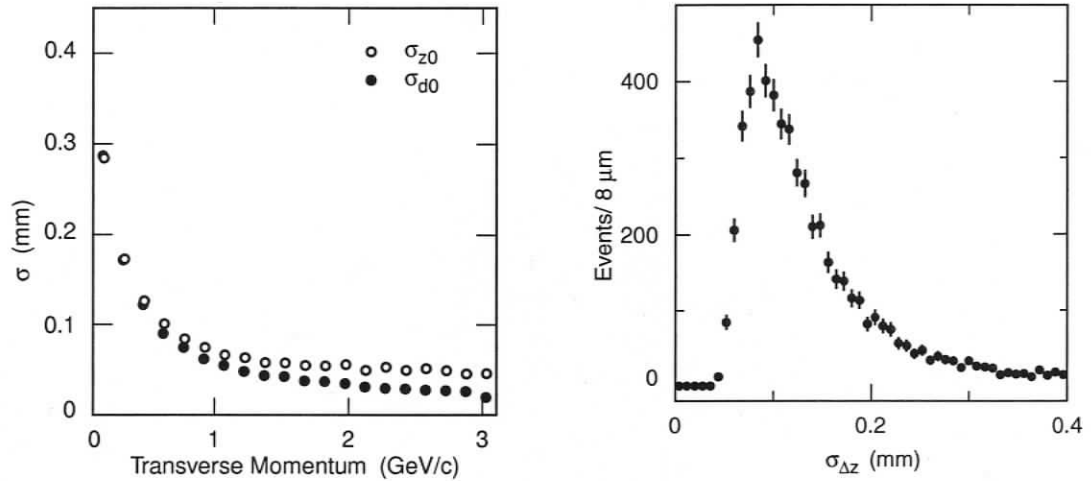 0.4
0.3
0.2
0.1
0
σ (mm)
σz0
σd0
0 1 2 3
Transverse Momentum (GeV/c)
400
200
0
Events/ 8 μm
0 0.2 0.4
σΔz (mm)